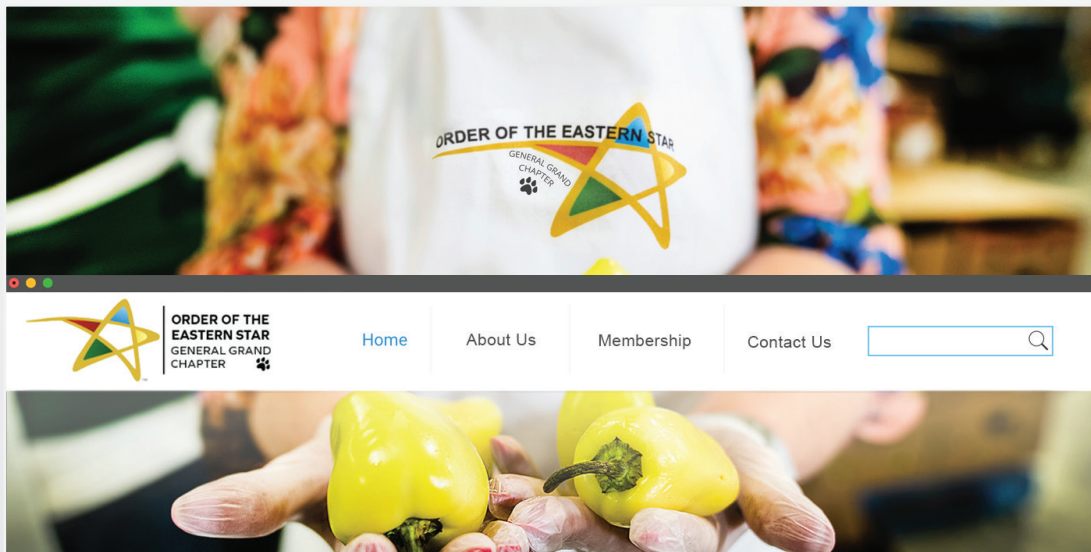 ORDER OF THE EASTERN STAR
GENERAL GRAND
CHAPTER
ORDER OF THE
EASTERN STAR
GENERAL GRAND
CHAPTER
Home
About Us
Membership
Contact Us